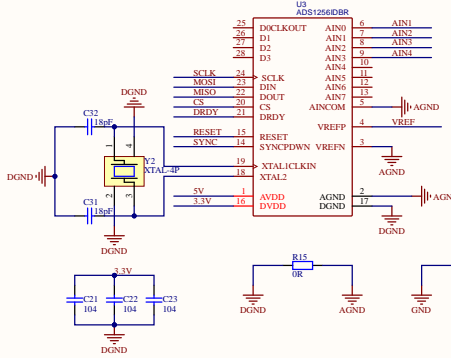 U3
ADS1256IDBR
25 D0CLKOUT AIN0 6 AIN1
26 D1 AIN1 7 AIN2
27 D2 AIN2 8 AIN3
28 D3 AIN3 9 AIN4
AIN4 10
SCLK 24 SCLK AIN5 11
MOSI 23 DIN AIN6 12
MISO 22 DOUT AIN7 13
CS 20 CS AINCOM 5 AGND
DRDY 21 DRDY
VREFP 4 VREF
RESET 15 RESET
SYNC 14 SYNCPDWN VREFN 3
AGND
19 XTAL1CLKIN
18 XTAL2
5V 1 AVDD AGND 2 AGN
3.3V 16 DVDD DGND 17
DGND
DGND
C32
18pF
1 4
Y2
XTAL-4P
2 3
DGND
C31
18pF
DGND
3.3V
C21 C22 C23
104 104 104
DGND
R15
0R
DGND AGND GND